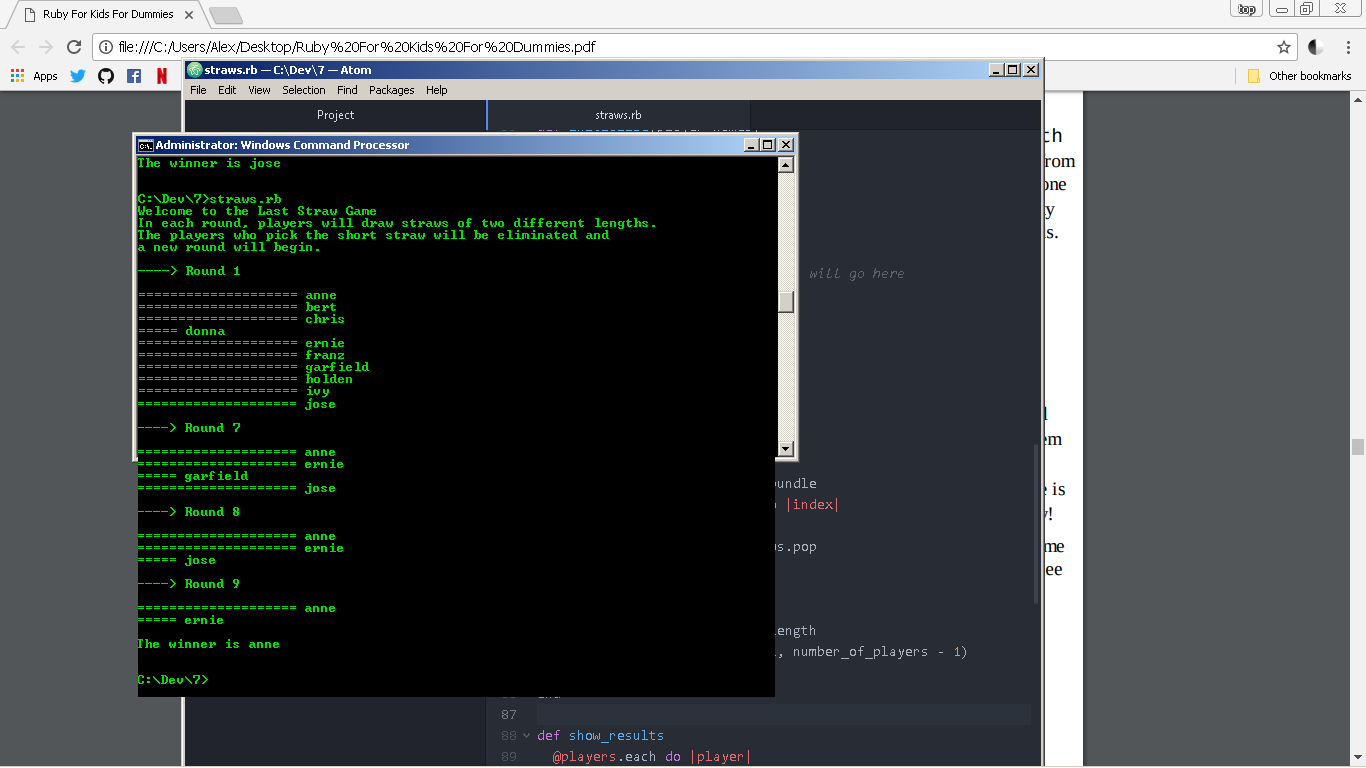 Ruby For Kids For Dummies
top
file:///C:/Users/Alex/Desktop/Ruby%20For%20Kids%20For%20Dummies.pdf
Apps
Other bookmarks
straws.rb — C:\Dev\7 — Atom
File Edit View Selection Find Packages Help
Project
straws.rb
Administrator: Windows Command Processor
The winner is jose
C:\Dev\7>straws.rb
Welcome to the Last Straw Game
In each round, players will draw straws of two different lengths.
The players who pick the short straw will be eliminated and
a new round will begin.
----> Round 1
==================== anne
==================== bert
==================== chris
===== donna
==================== ernie
==================== franz
==================== garfield
==================== holden
==================== ivy
==================== jose
----> Round 7
==================== anne
==================== ernie
===== garfield
==================== jose
----> Round 8
==================== anne
==================== ernie
===== jose
----> Round 9
==================== anne
===== ernie
The winner is anne
C:\Dev\7>
will go here
|index|
.pop
, number_of_players - 1)
87
88 def show_results
89 @players.each do |player|
rom
one
s.
em
is
y!
me
ee